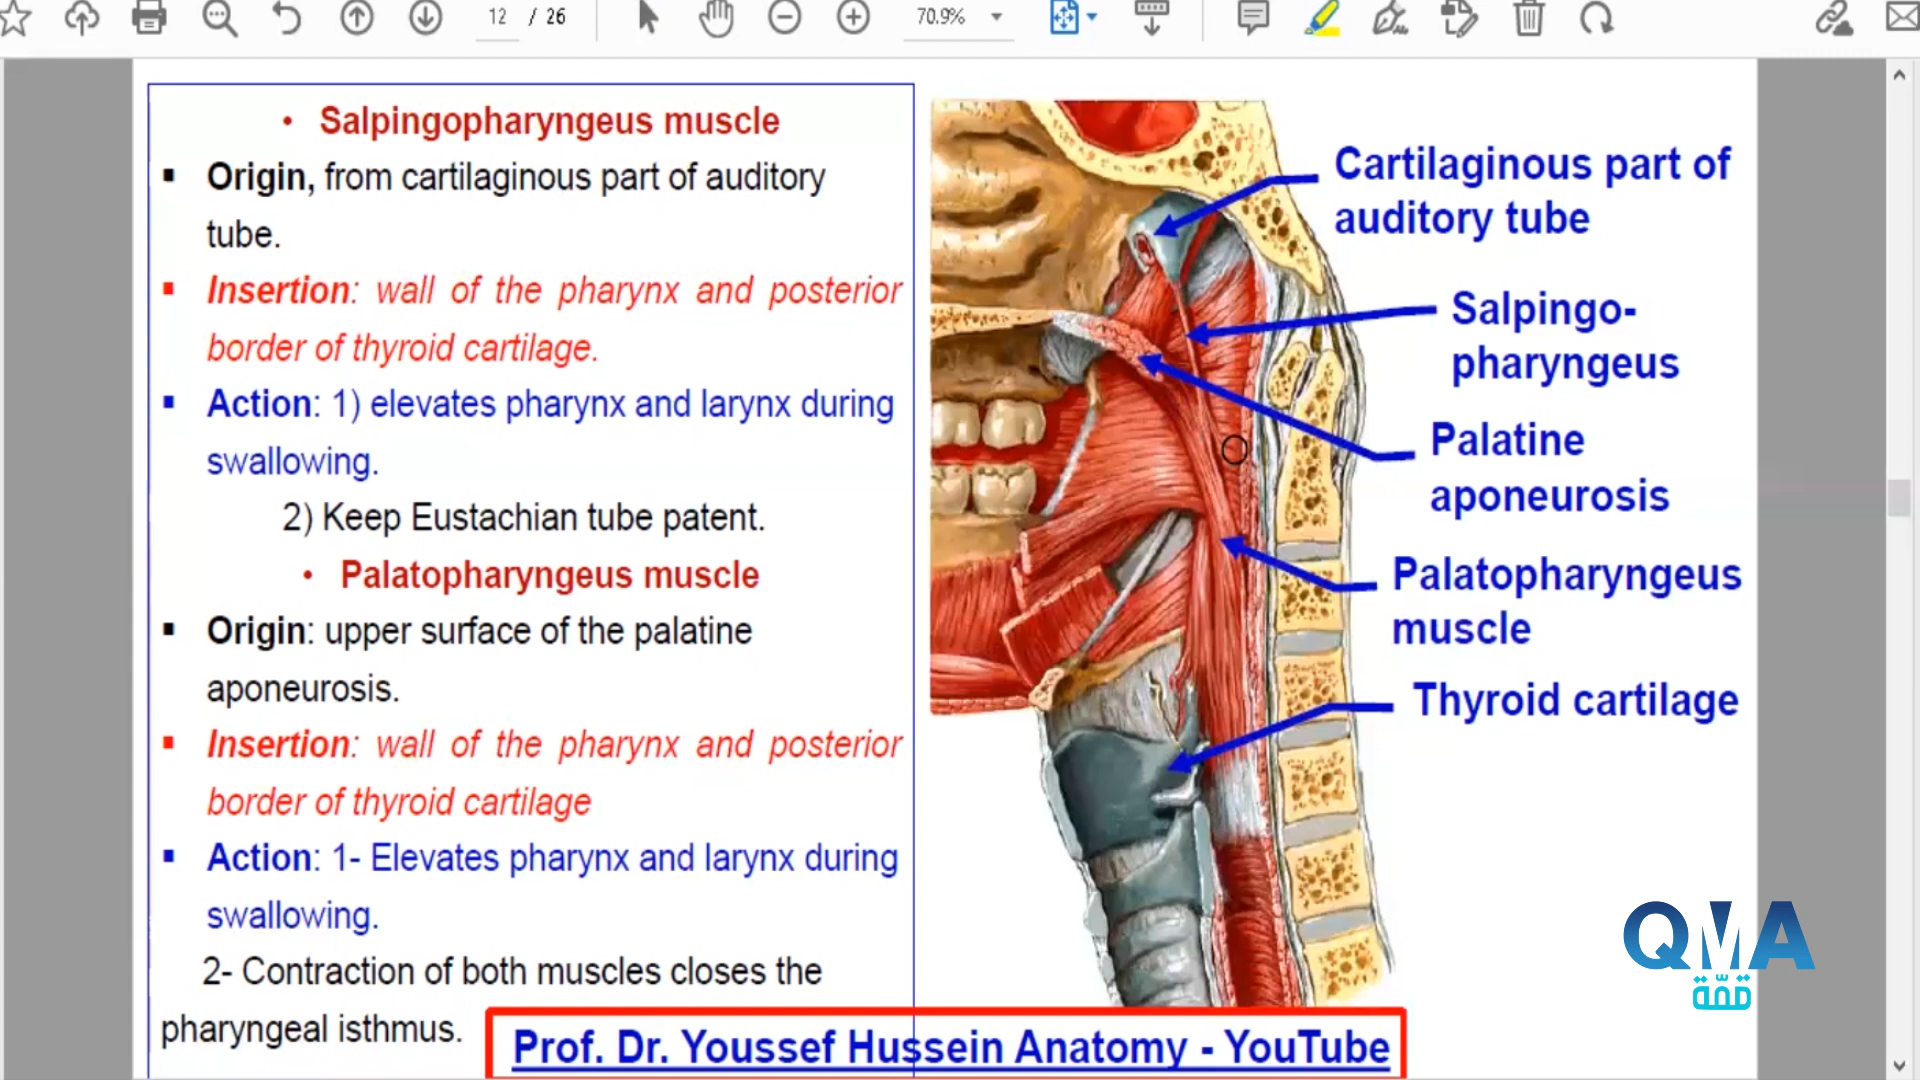 12 / 26
70.9%
• Salpingopharyngeus muscle
▪ Origin, from cartilaginous part of auditory
tube.
▪ Insertion: wall of the pharynx and posterior
border of thyroid cartilage.
▪ Action: 1) elevates pharynx and larynx during
swallowing.
2) Keep Eustachian tube patent.
• Palatopharyngeus muscle
▪ Origin: upper surface of the palatine
aponeurosis.
▪ Insertion: wall of the pharynx and posterior
border of thyroid cartilage
▪ Action: 1- Elevates pharynx and larynx during
swallowing.
2- Contraction of both muscles closes the
pharyngeal isthmus.
Cartilaginous part of
auditory tube
Salpingo-
pharyngeus
Palatine
aponeurosis
Palatopharyngeus
muscle
Thyroid cartilage
QMA
قمّة
Prof. Dr. Youssef Hussein Anatomy - YouTube